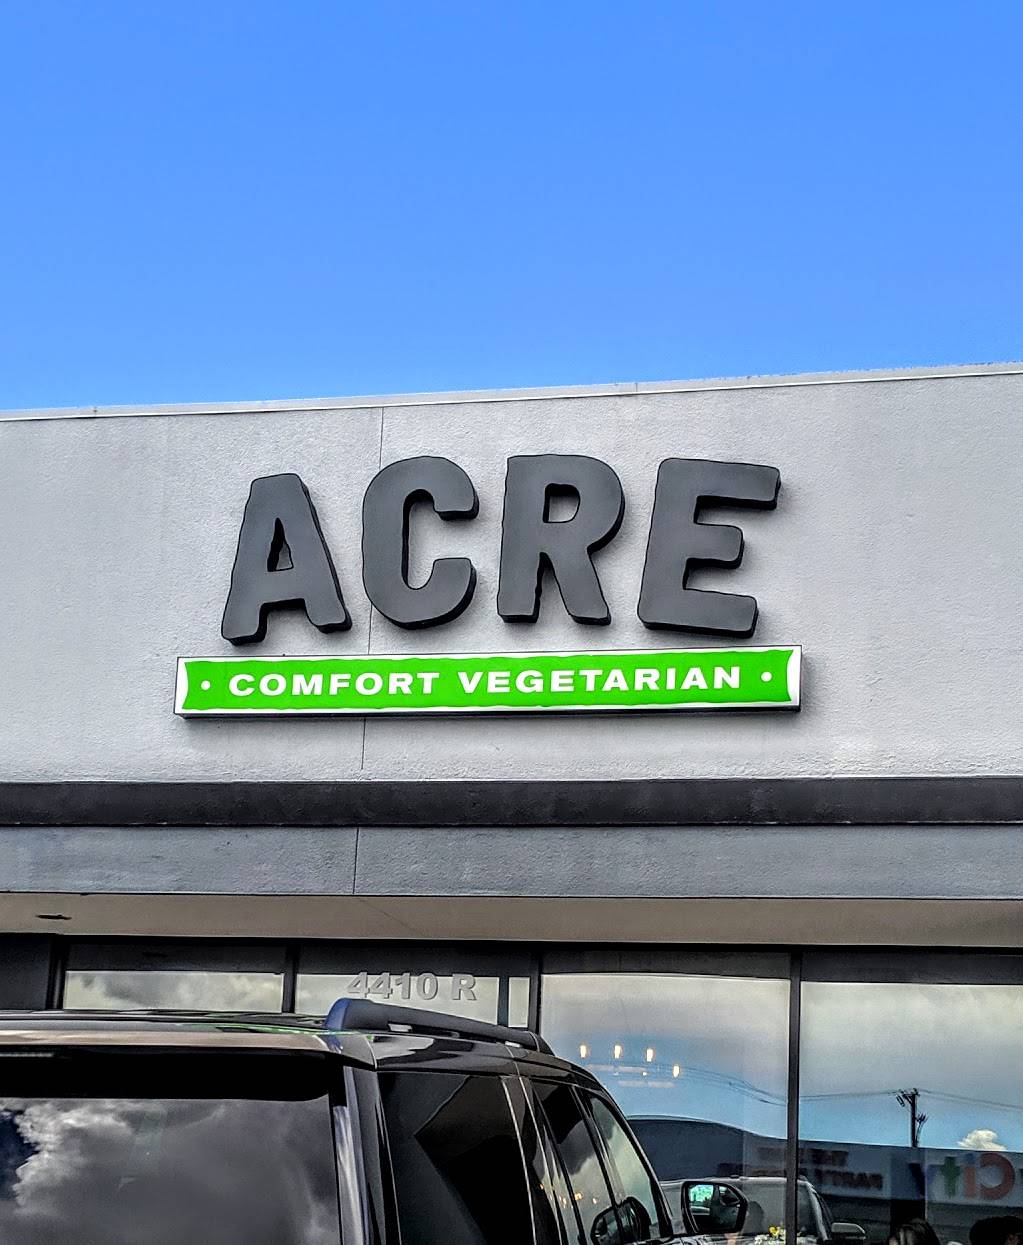 ACRE
• COMFORT VEGETARIAN •
4410 R